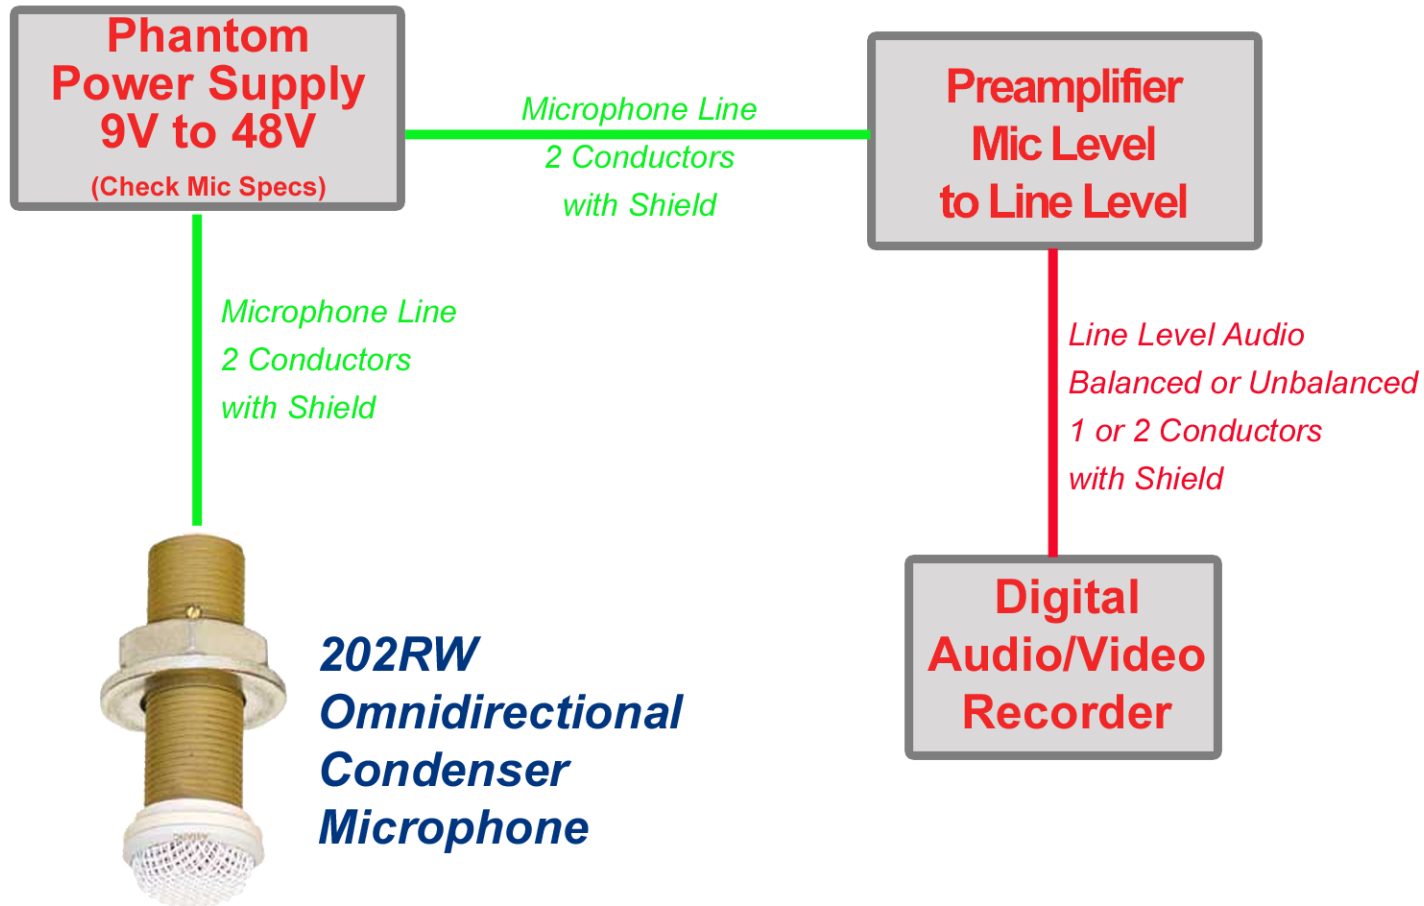 Phantom
Power Supply
9V to 48V
(Check Mic Specs)
Microphone Line
2 Conductors
with Shield
Preamplifier
Mic Level
to Line Level
Microphone Line
2 Conductors
with Shield
Line Level Audio
Balanced or Unbalanced
1 or 2 Conductors
with Shield
202RW
Omnidirectional
Condenser
Microphone
Digital
Audio/Video
Recorder